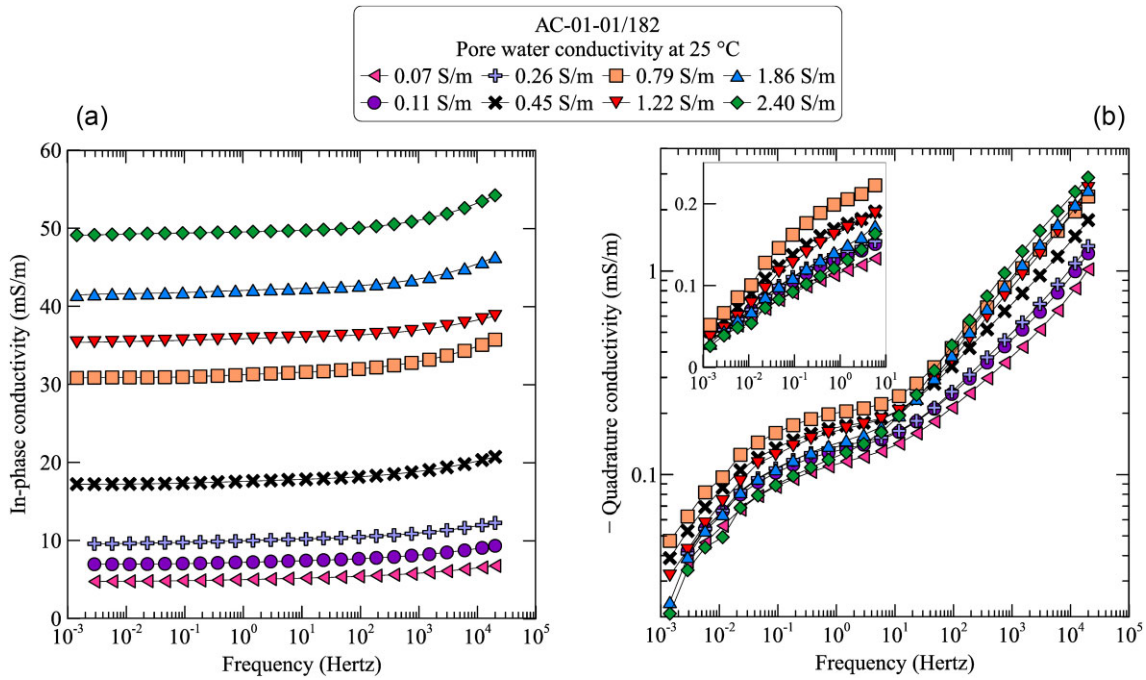 AC-01-01/182
Pore water conductivity at 25 °C
0.07 S/m 0.26 S/m 0.79 S/m 1.86 S/m
0.11 S/m 0.45 S/m 1.22 S/m 2.40 S/m
(a)
60
50
40
30
20
10
0
In-phase conductivity (mS/m)
10⁻³ 10⁻² 10⁻¹ 10⁰ 10¹ 10² 10³ 10⁴ 10⁵
Frequency (Hertz)
(b)
− Quadrature conductivity (mS/m)
1
0.1
0.2
0.1
0
10⁻³ 10⁻² 10⁻¹ 10⁰ 10¹
10⁻³ 10⁻² 10⁻¹ 10⁰ 10¹ 10² 10³ 10⁴ 10⁵
Frequency (Hertz)